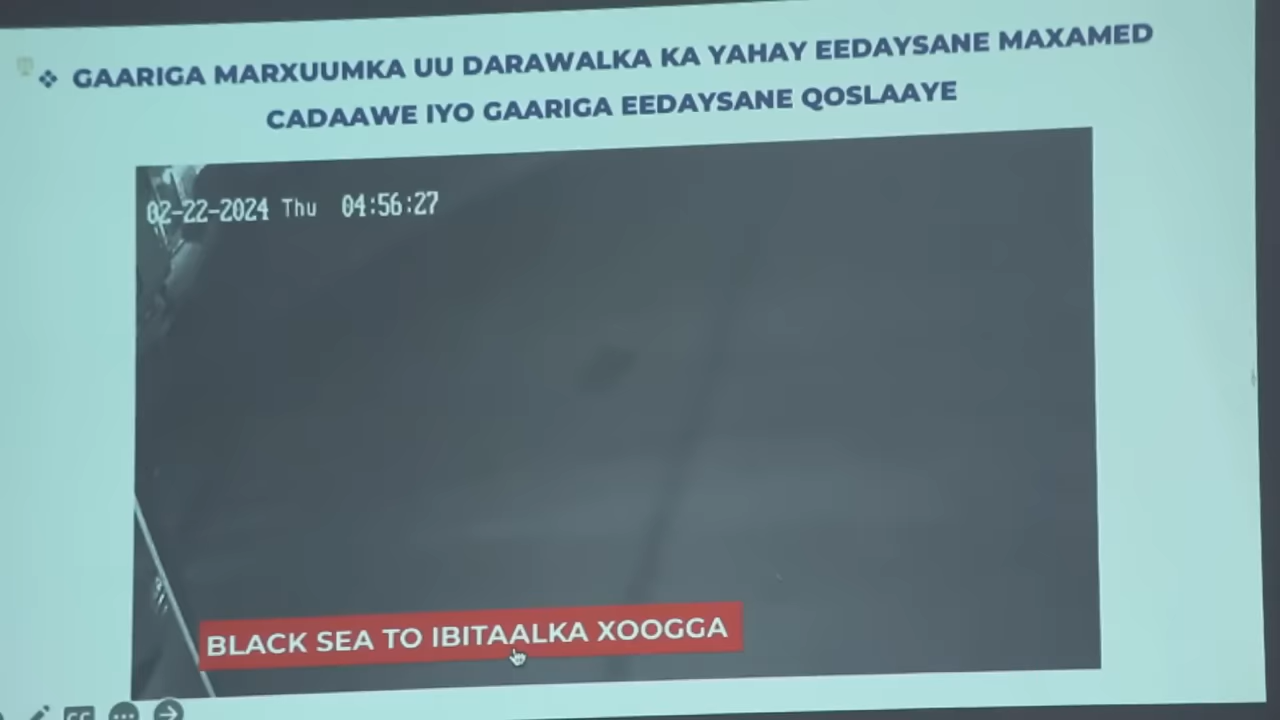 ❖ GAARIGA MARXUUMKA UU DARAWALKA KA YAHAY EEDAYSANE MAXAMED
CADAAWE IYO GAARIGA EEDAYSANE QOSLAAYE
02-22-2024 Thu 04:56:27
BLACK SEA TO IBITAALKA XOOGGA
CC